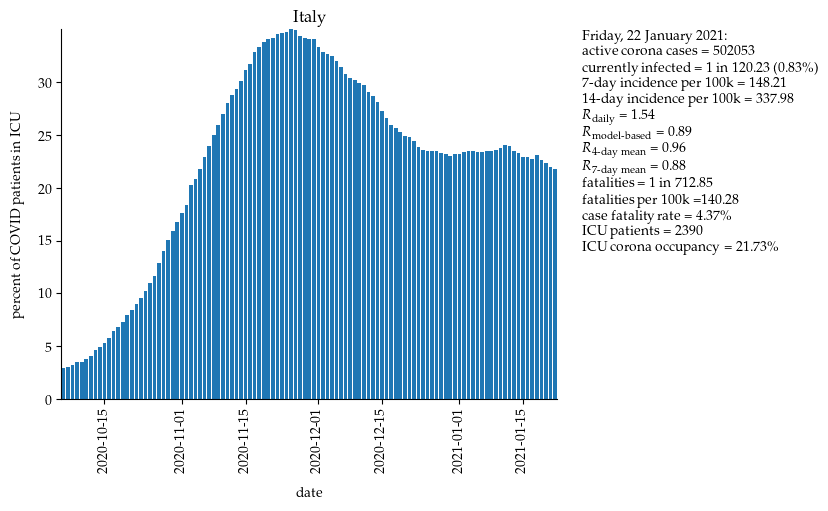 Italy
percent of COVID patients in ICU
30
25
20
15
10
5
0
2020-10-15
2020-11-01
2020-11-15
2020-12-01
2020-12-15
2021-01-01
2021-01-15
date
Friday, 22 January 2021:
active corona cases = 502053
currently infected = 1 in 120.23 (0.83%)
7-day incidence per 100k = 148.21
14-day incidence per 100k = 337.98
R daily = 1.54
R model-based = 0.89
R 4-day mean = 0.96
R 7-day mean = 0.88
fatalities = 1 in 712.85
fatalities per 100k =140.28
case fatality rate = 4.37%
ICU patients = 2390
ICU corona occupancy = 21.73%